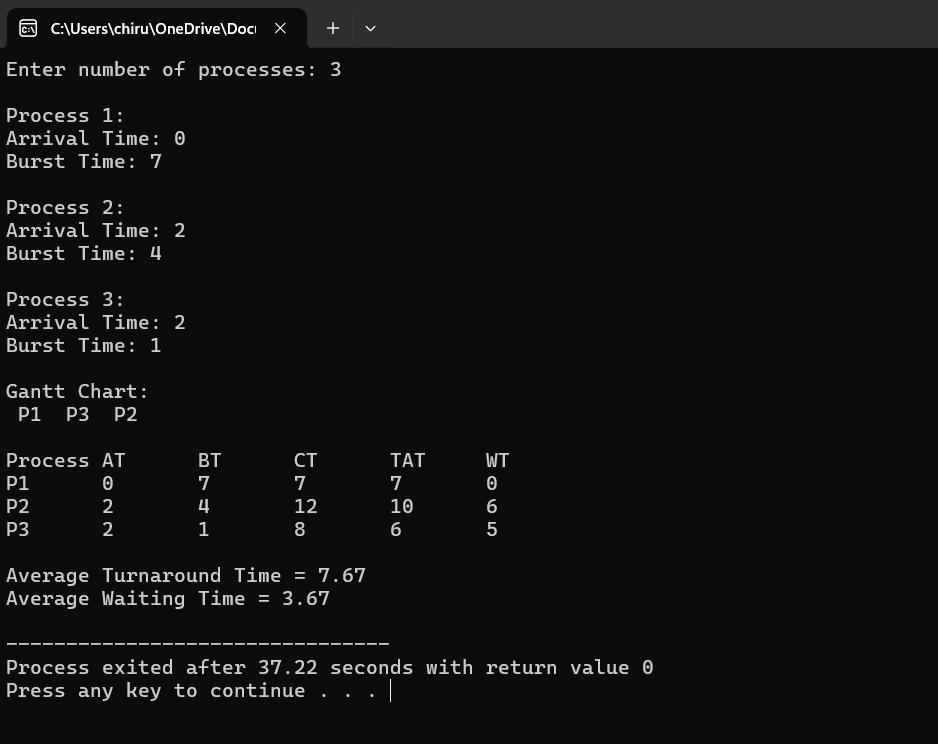 C:\Users\chiru\OneDrive\Docu
Enter number of processes: 3
Process 1:
Arrival Time: 0
Burst Time: 7
Process 2:
Arrival Time: 2
Burst Time: 4
Process 3:
Arrival Time: 2
Burst Time: 1
Gantt Chart:
P1 P3 P2
Process AT BT CT TAT WT
P1 0 7 7 7 0
P2 2 4 12 10 6
P3 2 1 8 6 5
Average Turnaround Time = 7.67
Average Waiting Time = 3.67
--------------------------------
Process exited after 37.22 seconds with return value 0
Press any key to continue . . .